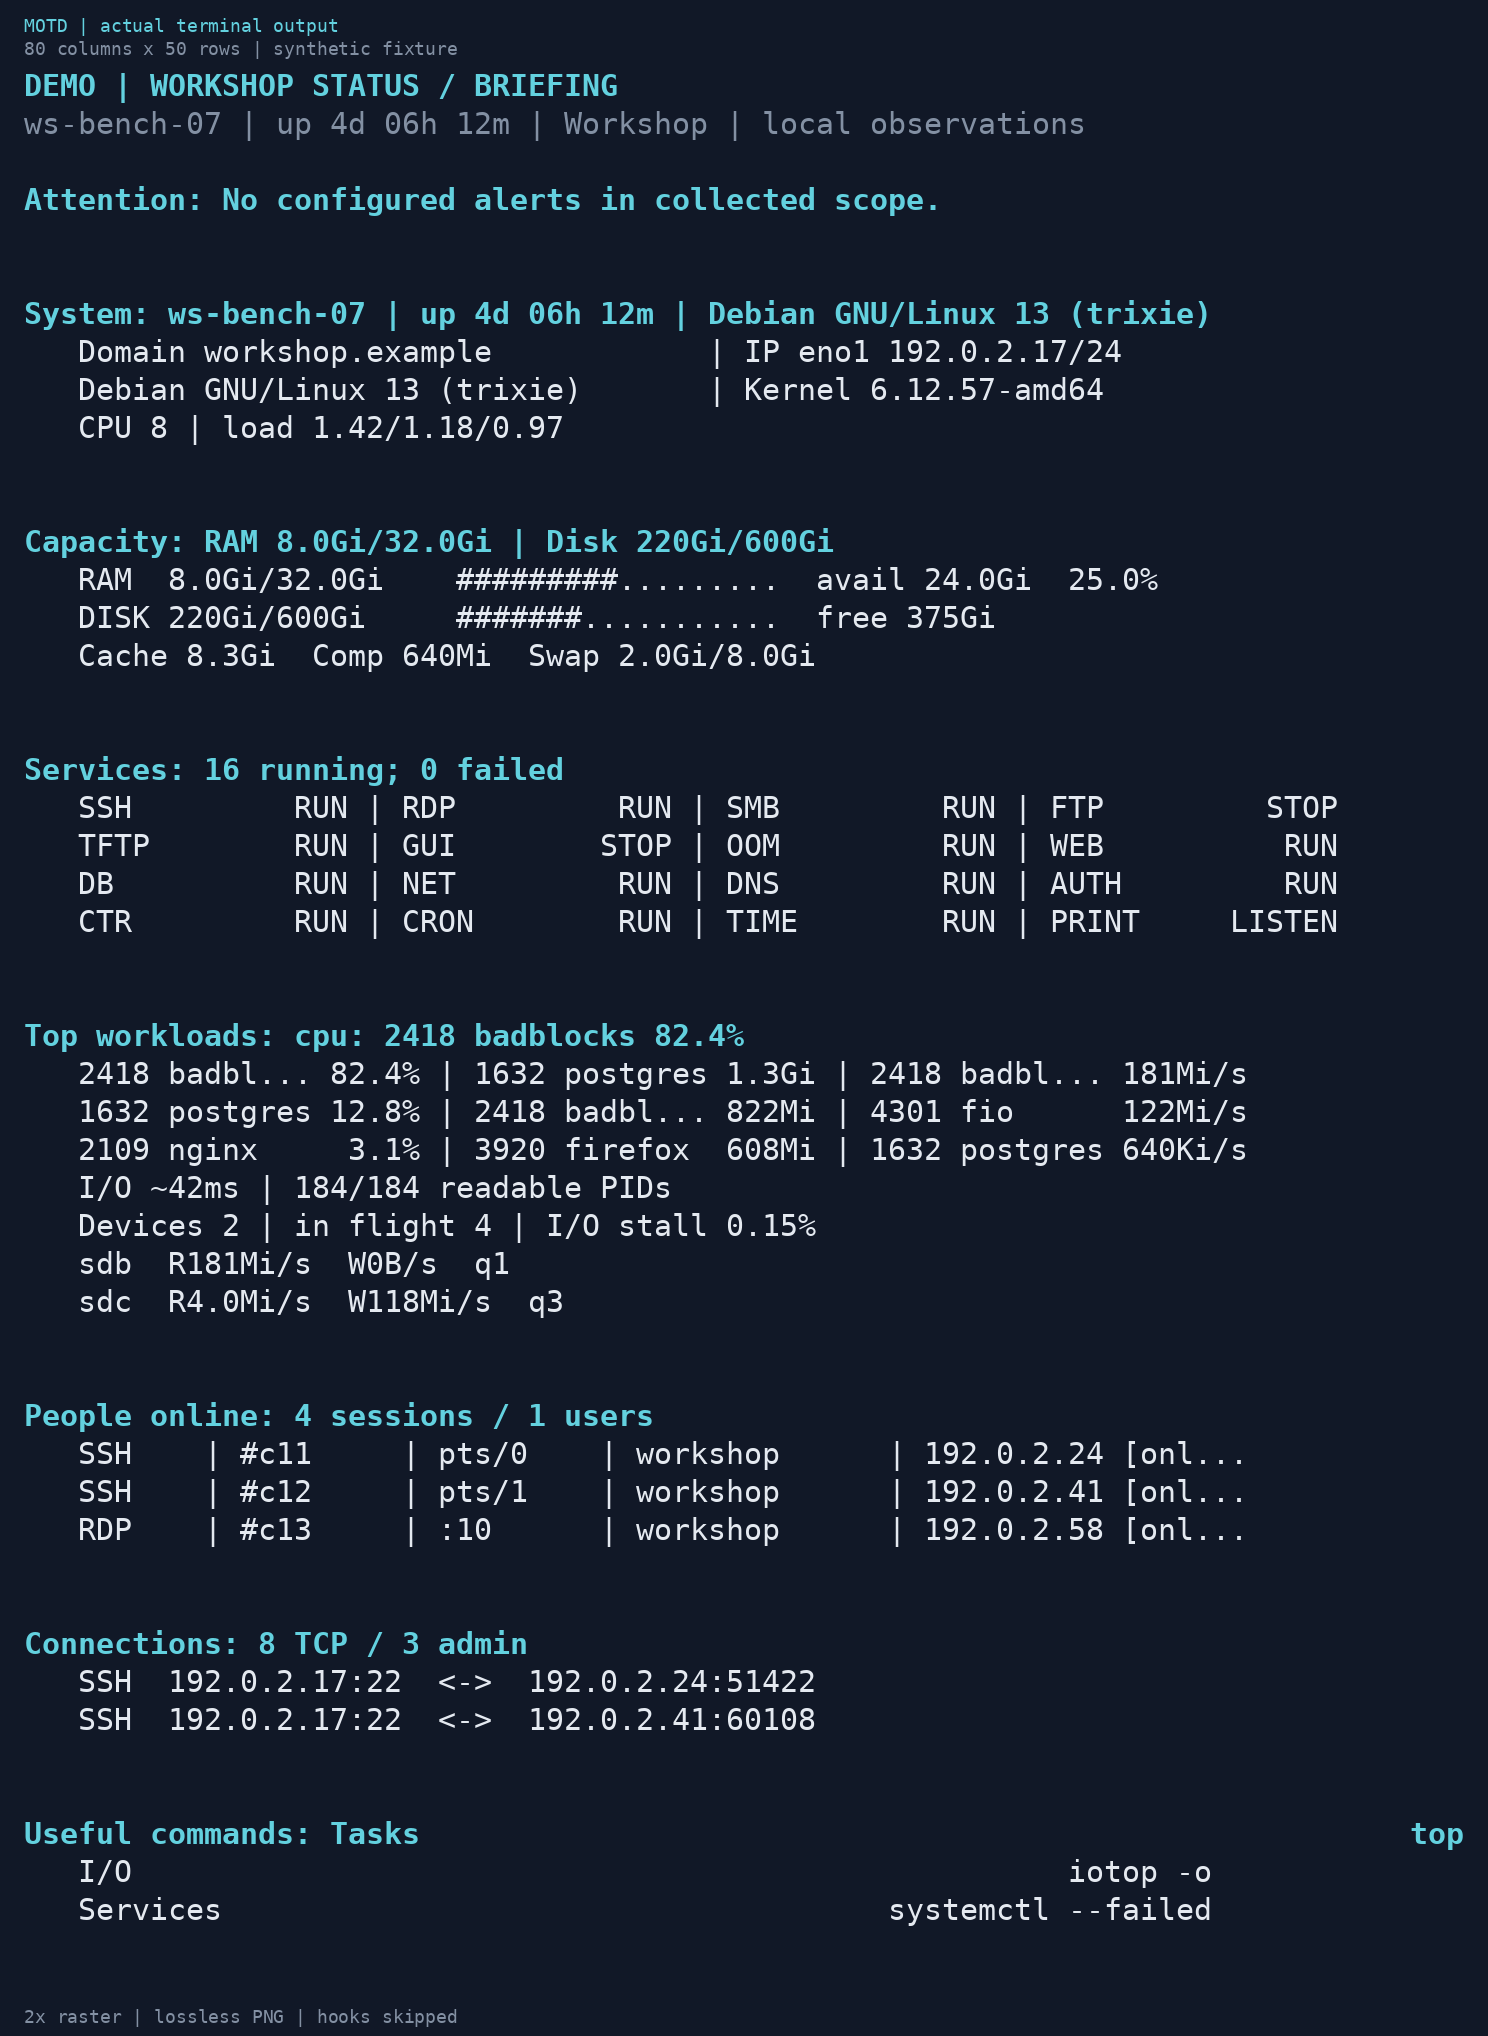 MOTD | actual terminal output
80 columns x 50 rows | synthetic fixture
DEMO | WORKSHOP STATUS / BRIEFING
ws-bench-07 | up 4d 06h 12m | Workshop | local observations
Attention: No configured alerts in collected scope.
System: ws-bench-07 | up 4d 06h 12m | Debian GNU/Linux 13 (trixie)
Domain workshop.example            | IP eno1 192.0.2.17/24
Debian GNU/Linux 13 (trixie)       | Kernel 6.12.57-amd64
CPU 8 | load 1.42/1.18/0.97
Capacity: RAM 8.0Gi/32.0Gi | Disk 220Gi/600Gi
RAM  8.0Gi/32.0Gi    #########.........  avail 24.0Gi  25.0%
DISK 220Gi/600Gi     #######...........  free 375Gi
Cache 8.3Gi  Comp 640Mi  Swap 2.0Gi/8.0Gi
Services: 16 running; 0 failed
SSH         RUN | RDP         RUN | SMB         RUN | FTP         STOP
TFTP        RUN | GUI        STOP | OOM         RUN | WEB          RUN
DB          RUN | NET         RUN | DNS         RUN | AUTH         RUN
CTR         RUN | CRON        RUN | TIME        RUN | PRINT     LISTEN
Top workloads: cpu: 2418 badblocks 82.4%
2418 badbl... 82.4% | 1632 postgres 1.3Gi | 2418 badbl... 181Mi/s
1632 postgres 12.8% | 2418 badbl... 822Mi | 4301 fio      122Mi/s
2109 nginx     3.1% | 3920 firefox  608Mi | 1632 postgres 640Ki/s
I/O ~42ms | 184/184 readable PIDs
Devices 2 | in flight 4 | I/O stall 0.15%
sdb  R181Mi/s  W0B/s  q1
sdc  R4.0Mi/s  W118Mi/s  q3
People online: 4 sessions / 1 users
SSH    | #c11     | pts/0    | workshop      | 192.0.2.24 [onl...
SSH    | #c12     | pts/1    | workshop      | 192.0.2.41 [onl...
RDP    | #c13     | :10      | workshop      | 192.0.2.58 [onl...
Connections: 8 TCP / 3 admin
SSH  192.0.2.17:22  <->  192.0.2.24:51422
SSH  192.0.2.17:22  <->  192.0.2.41:60108
Useful commands: Tasks                                                       top
I/O                                                    iotop -o
Services                                     systemctl --failed
2x raster | lossless PNG | hooks skipped